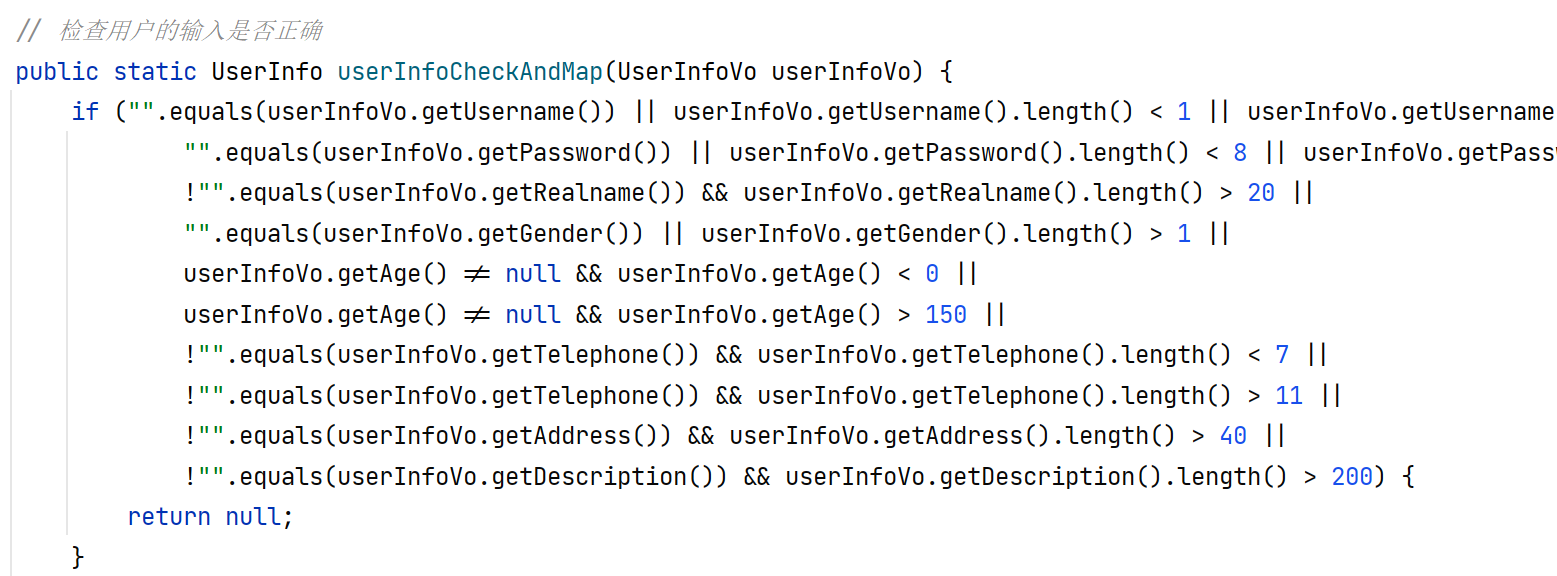 // 检查用户的输入是否正确
public static UserInfo userInfoCheckAndMap(UserInfoVo userInfoVo) {
if ("".equals(userInfoVo.getUsername()) || userInfoVo.getUsername().length() < 1 || userInfoVo.getUsername
"".equals(userInfoVo.getPassword()) || userInfoVo.getPassword().length() < 8 || userInfoVo.getPass
!"".equals(userInfoVo.getRealname()) && userInfoVo.getRealname().length() > 20 ||
"".equals(userInfoVo.getGender()) || userInfoVo.getGender().length() > 1 ||
userInfoVo.getAge() != null && userInfoVo.getAge() < 0 ||
userInfoVo.getAge() != null && userInfoVo.getAge() > 150 ||
!"".equals(userInfoVo.getTelephone()) && userInfoVo.getTelephone().length() < 7 ||
!"".equals(userInfoVo.getTelephone()) && userInfoVo.getTelephone().length() > 11 ||
!"".equals(userInfoVo.getAddress()) && userInfoVo.getAddress().length() > 40 ||
!"".equals(userInfoVo.getDescription()) && userInfoVo.getDescription().length() > 200) {
return null;
}